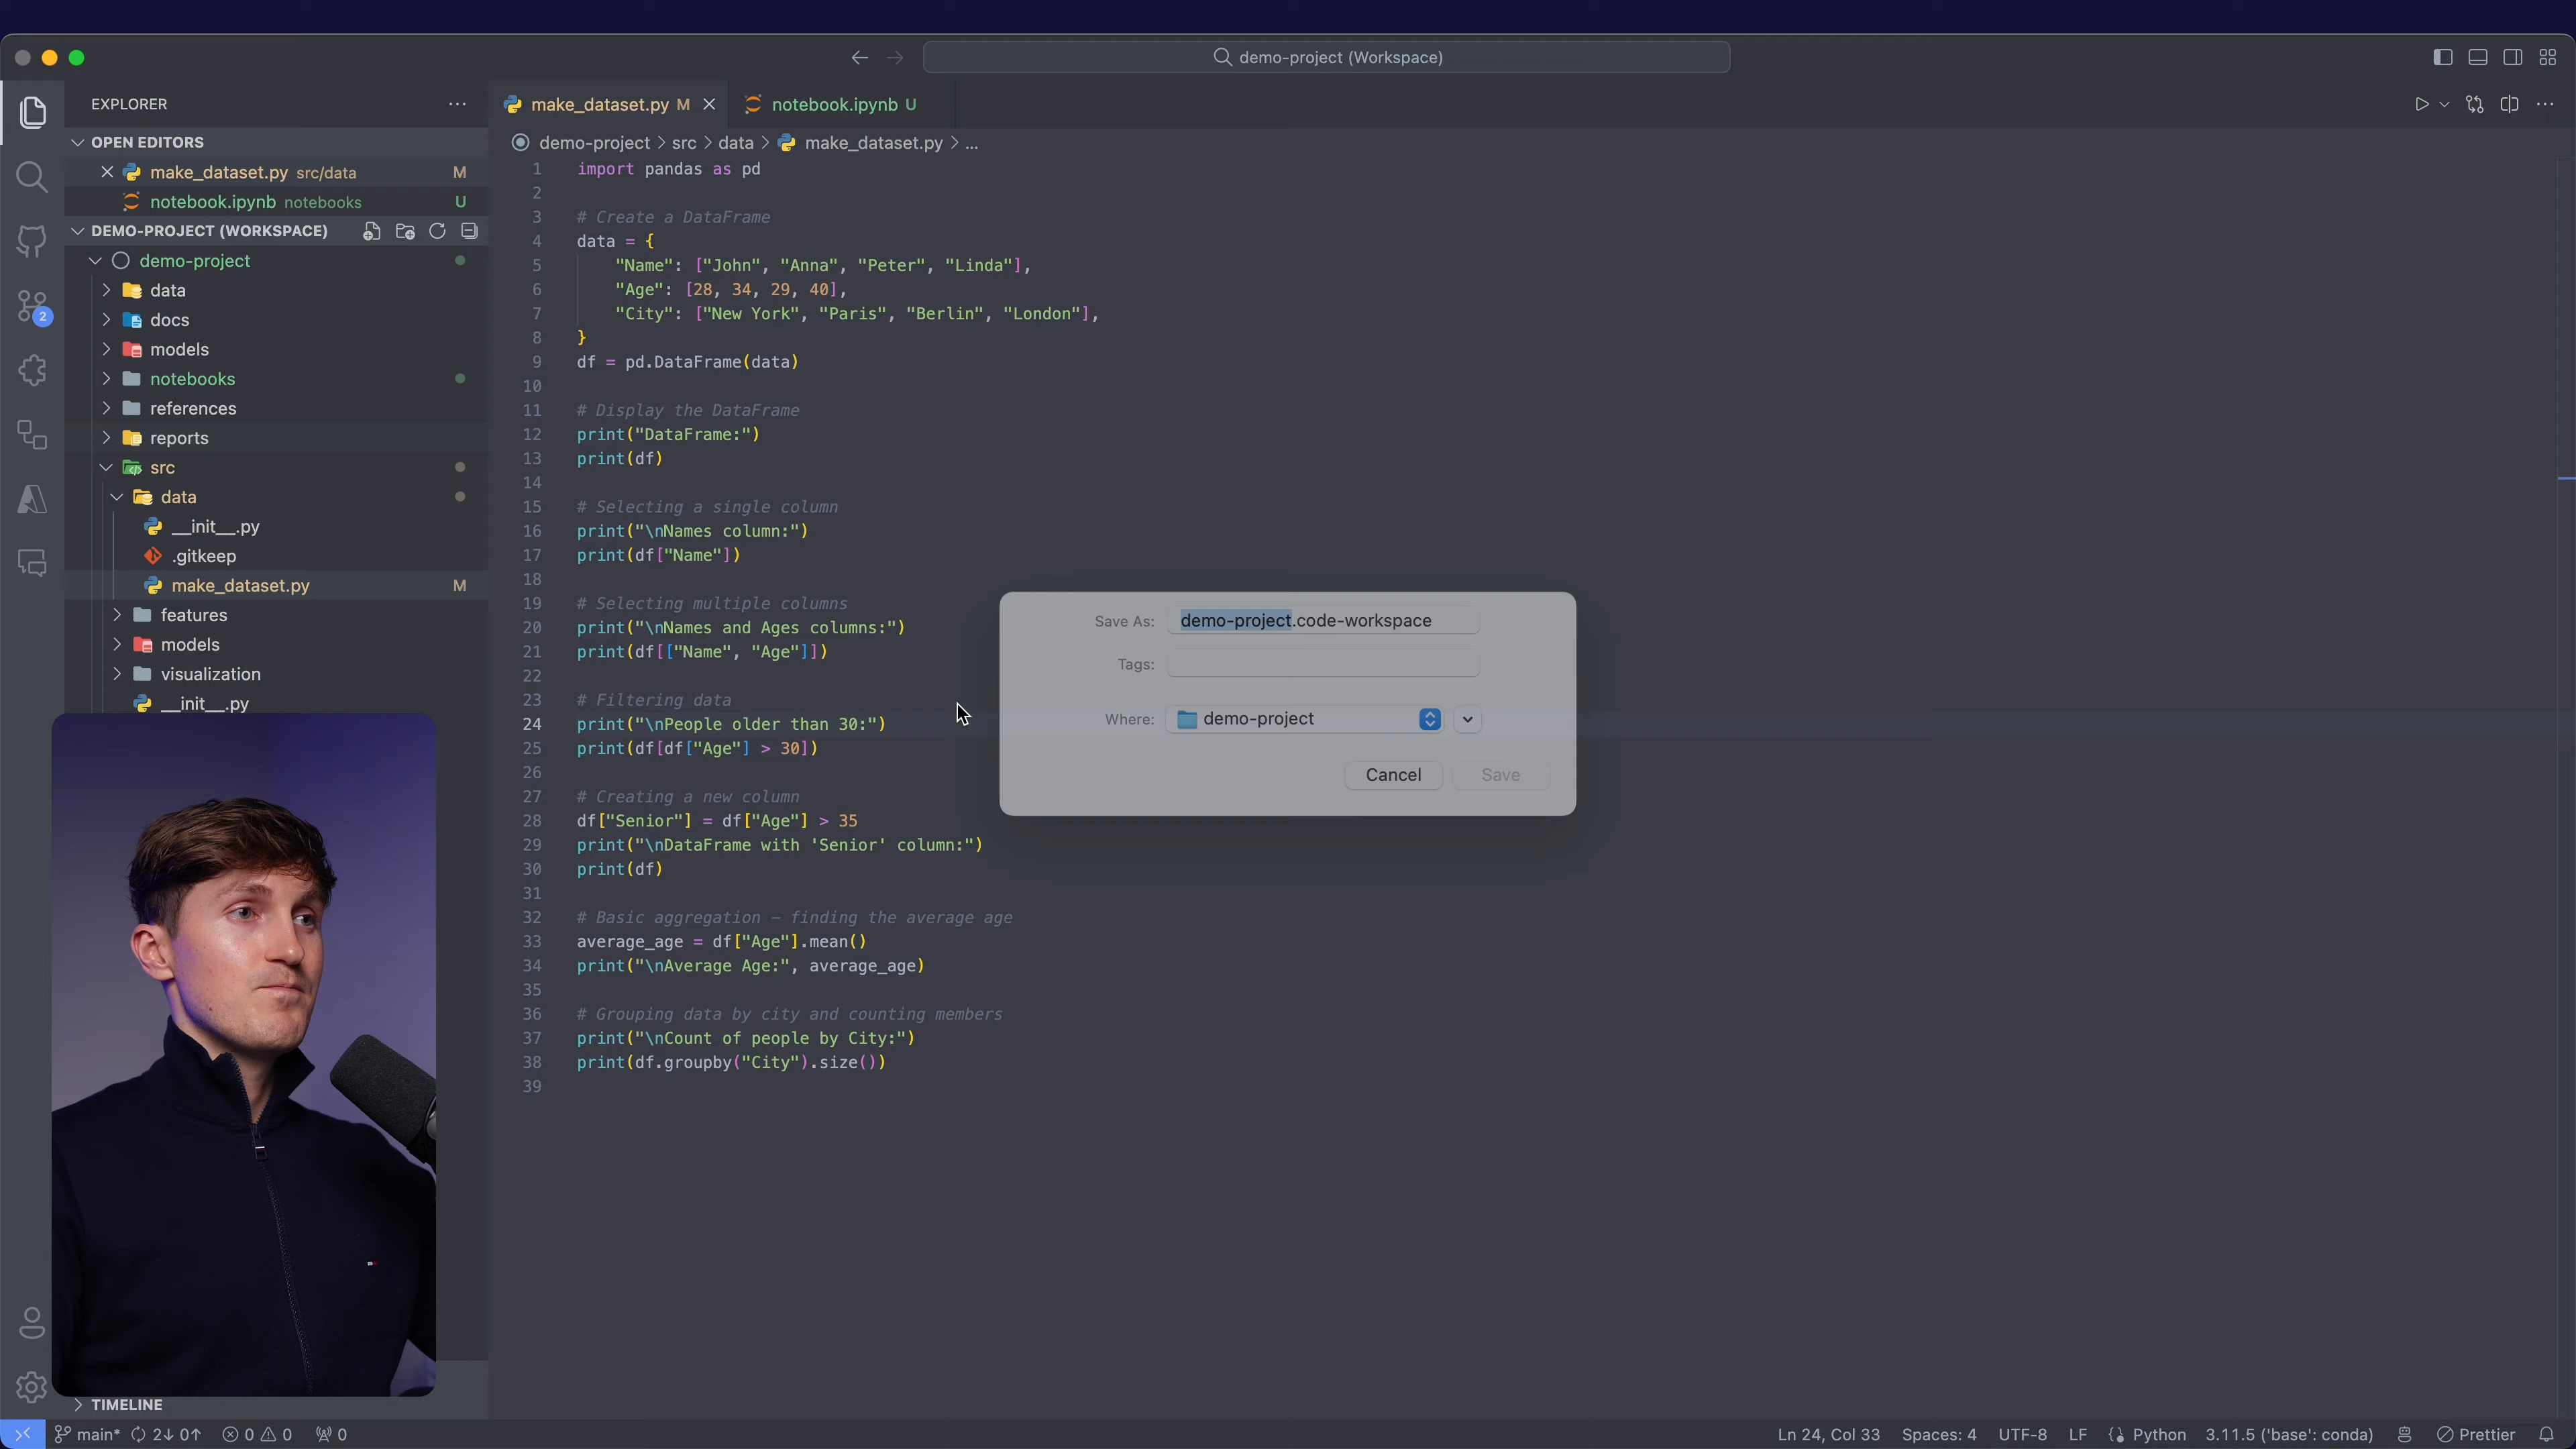 demo-project (Workspace)
EXPLORER
make_dataset.py M
notebook.ipynb U
OPEN EDITORS
make_dataset.py src/data M
notebook.ipynb notebooks U
DEMO-PROJECT (WORKSPACE)
demo-project
data
docs
models
notebooks
references
reports
src
data
__init__.py
.gitkeep
make_dataset.py M
features
models
visualization
__init__.py
TIMELINE
demo-project > src > data > make_dataset.py > ...
1 import pandas as pd
2
3 # Create a DataFrame
4 data = {
5 "Name": ["John", "Anna", "Peter", "Linda"],
6 "Age": [28, 34, 29, 40],
7 "City": ["New York", "Paris", "Berlin", "London"],
8 }
9 df = pd.DataFrame(data)
10
11 # Display the DataFrame
12 print("DataFrame:")
13 print(df)
14
15 # Selecting a single column
16 print("\nNames column:")
17 print(df["Name"])
18
19 # Selecting multiple columns
20 print("\nNames and Ages columns:")
21 print(df[["Name", "Age"]])
22
23 # Filtering data
24 print("\nPeople older than 30:")
25 print(df[df["Age"] > 30])
26
27 # Creating a new column
28 df["Senior"] = df["Age"] > 35
29 print("\nDataFrame with 'Senior' column:")
30 print(df)
31
32 # Basic aggregation – finding the average age
33 average_age = df["Age"].mean()
34 print("\nAverage Age:", average_age)
35
36 # Grouping data by city and counting members
37 print("\nCount of people by City:")
38 print(df.groupby("City").size())
39
Save As: demo-project.code-workspace
Tags:
Where: demo-project
Cancel Save
2
main* 2↓ 0↑ 0 0 0
Ln 24, Col 33 Spaces: 4 UTF-8 LF Python 3.11.5 ('base': conda) Prettier